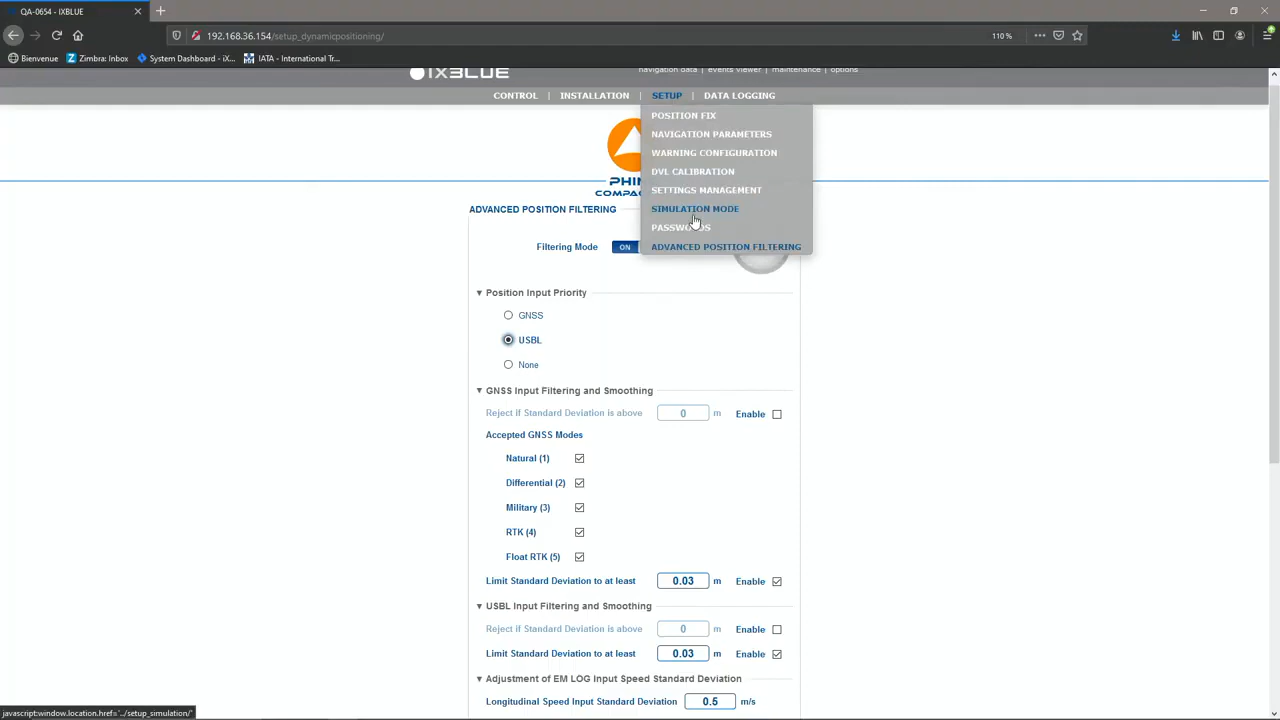 QA-0654 - iXBLUE
192.168.36.154/setup_dynamicpositioning/
110 %
Bienvenue
Zimbra: Inbox
System Dashboard - iX...
IATA - International Tr...
iXBLUE
navigation data | events viewer | maintenance | options
CONTROL | INSTALLATION | SETUP | DATA LOGGING
POSITION FIX
NAVIGATION PARAMETERS
WARNING CONFIGURATION
DVL CALIBRATION
SETTINGS MANAGEMENT
SIMULATION MODE
PASSWORDS
ADVANCED POSITION FILTERING
PHIN
COMPAC
ADVANCED POSITION FILTERING
Filtering Mode ON
▼ Position Input Priority
GNSS
USBL
None
▼ GNSS Input Filtering and Smoothing
Reject if Standard Deviation is above 0 m Enable
Accepted GNSS Modes
Natural (1)
Differential (2)
Military (3)
RTK (4)
Float RTK (5)
Limit Standard Deviation to at least 0.03 m Enable
▼ USBL Input Filtering and Smoothing
Reject if Standard Deviation is above 0 m Enable
Limit Standard Deviation to at least 0.03 m Enable
▼ Adjustment of EM LOG Input Speed Standard Deviation
Longitudinal Speed Input Standard Deviation 0.5 m/s
javascript:window.location.href='../setup_simulation/'